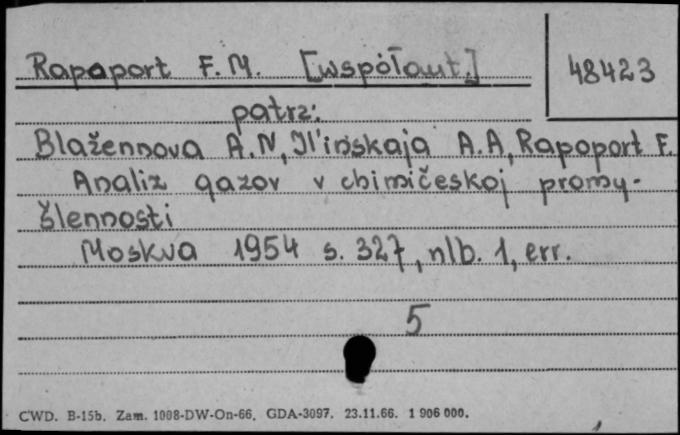 Rapaport F. M. [współaut.]
48423
patrz:
Blažennova A. N, Il'inskaja A. A, Rapoport F.
Analiz gazov v chimičeskoj promy-
šlennosti
Moskva 1954 s. 327, nlb. 1, err.
5
CWD. B-15b. Zam. 1008-DW-On-66. GDA-3097. 23.11.66. 1 906 000.